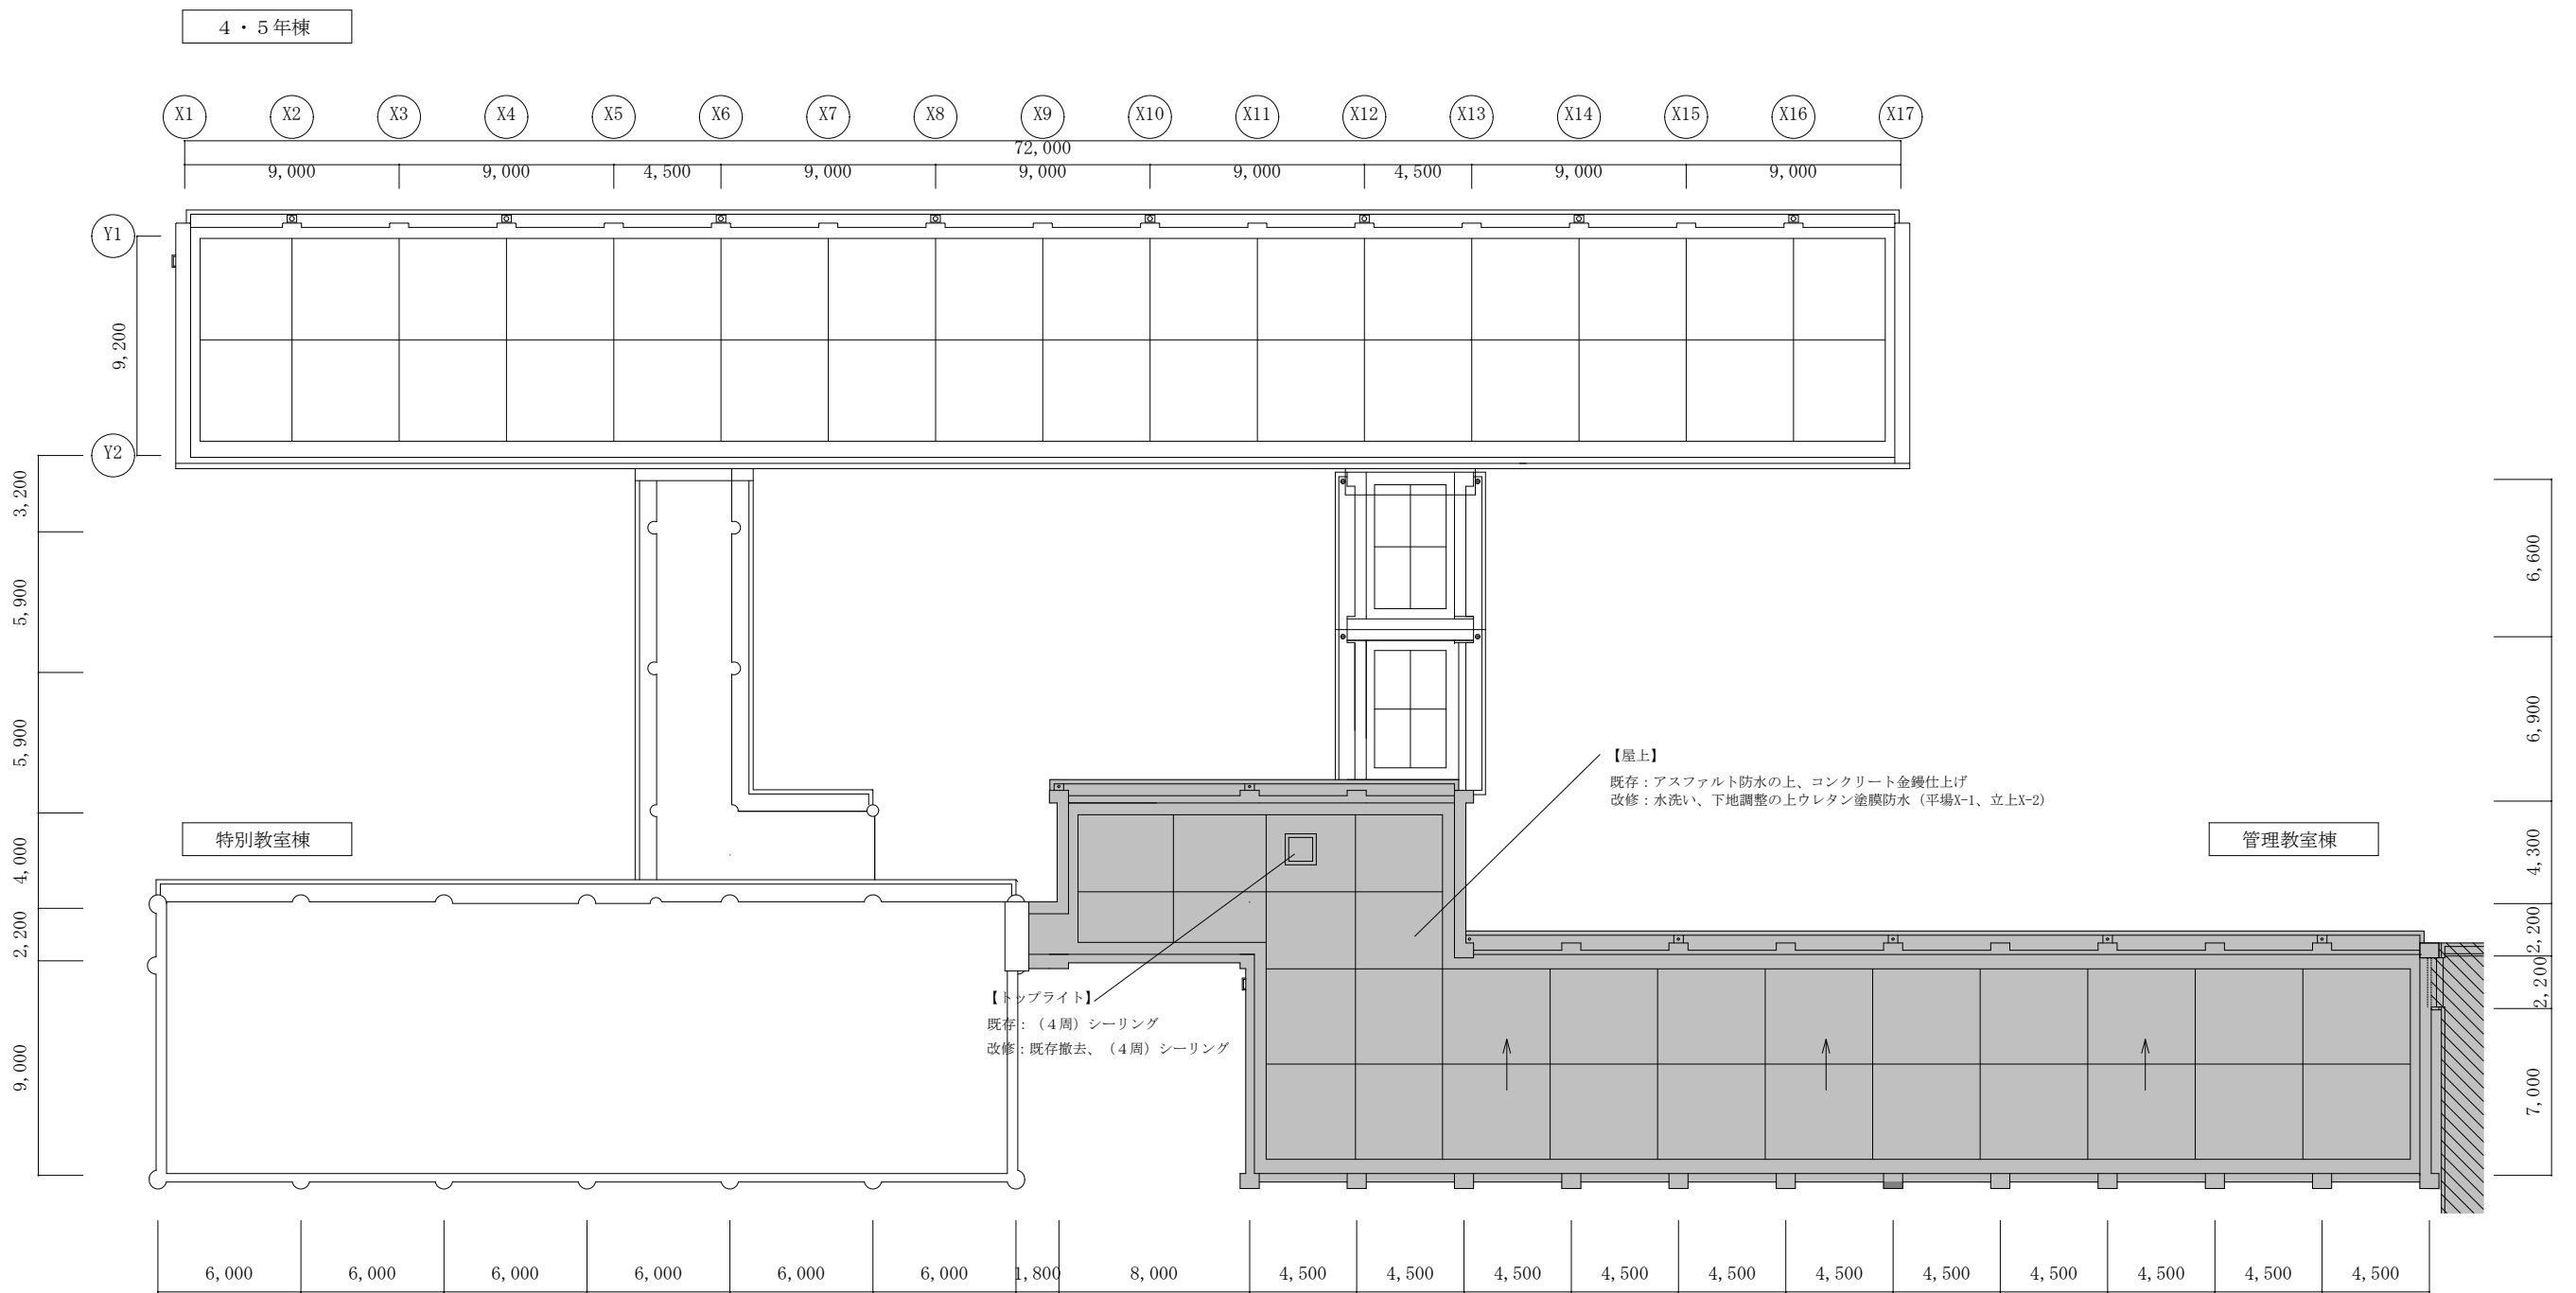 ４・５年棟
X1 X2 X3 X4 X5 X6 X7 X8 X9 X10 X11 X12 X13 X14 X15 X16 X17
72,000
9,000 9,000 4,500 9,000 9,000 9,000 4,500 9,000 9,000
Y1
9,200
Y2
3,200
5,900
5,900
4,000
2,200
9,000
6,600
6,900
4,300
2,200
2,200
7,000
【屋上】
既存：アスファルト防水の上、コンクリート金鏝仕上げ
改修：水洗い、下地調整の上ウレタン塗膜防水（平場X-1、立上X-2）
特別教室棟
管理教室棟
【トップライト】
既存：（４周）シーリング
改修：既存撤去、（４周）シーリング
6,000 6,000 6,000 6,000 6,000 6,000 1,800 8,000 4,500 4,500 4,500 4,500 4,500 4,500 4,500 4,500 4,500 4,500 4,500